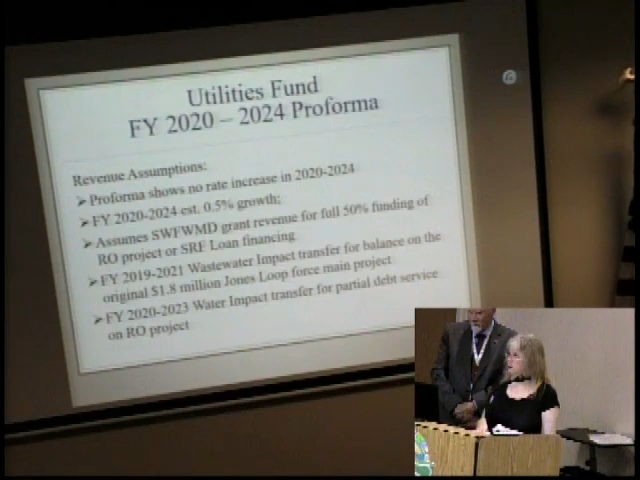 Utilities Fund
FY 2020 – 2024 Proforma
Revenue Assumptions:
➤ Proforma shows no rate increase in 2020-2024
➤ FY 2020-2024 est. 0.5% growth;
➤ Assumes SWFWMD grant revenue for full 50% funding of
RO project or SRF Loan financing
➤ FY 2019-2021 Wastewater Impact transfer for balance on the
original $1.8 million Jones Loop force main project
➤ FY 2020-2023 Water Impact transfer for partial debt service
on RO project